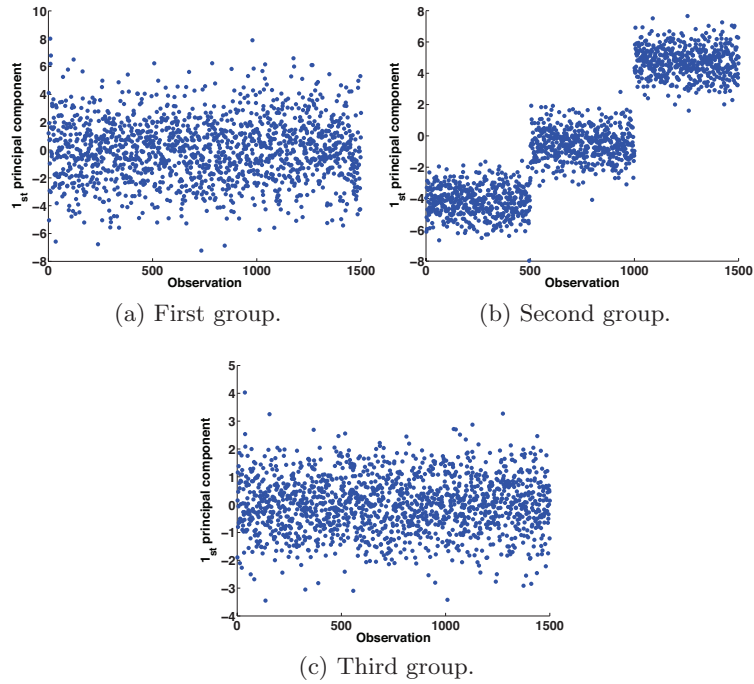 10
8
6
4
2
0
−2
−4
−6
−8
0 500 1000 1500
1st principal component
Observation
(a) First group.
8
6
4
2
0
−2
−4
−6
−8
0 500 1000 1500
1st principal component
Observation
(b) Second group.
5
4
3
2
1
0
−1
−2
−3
−4
0 500 1000 1500
1st principal component
Observation
(c) Third group.